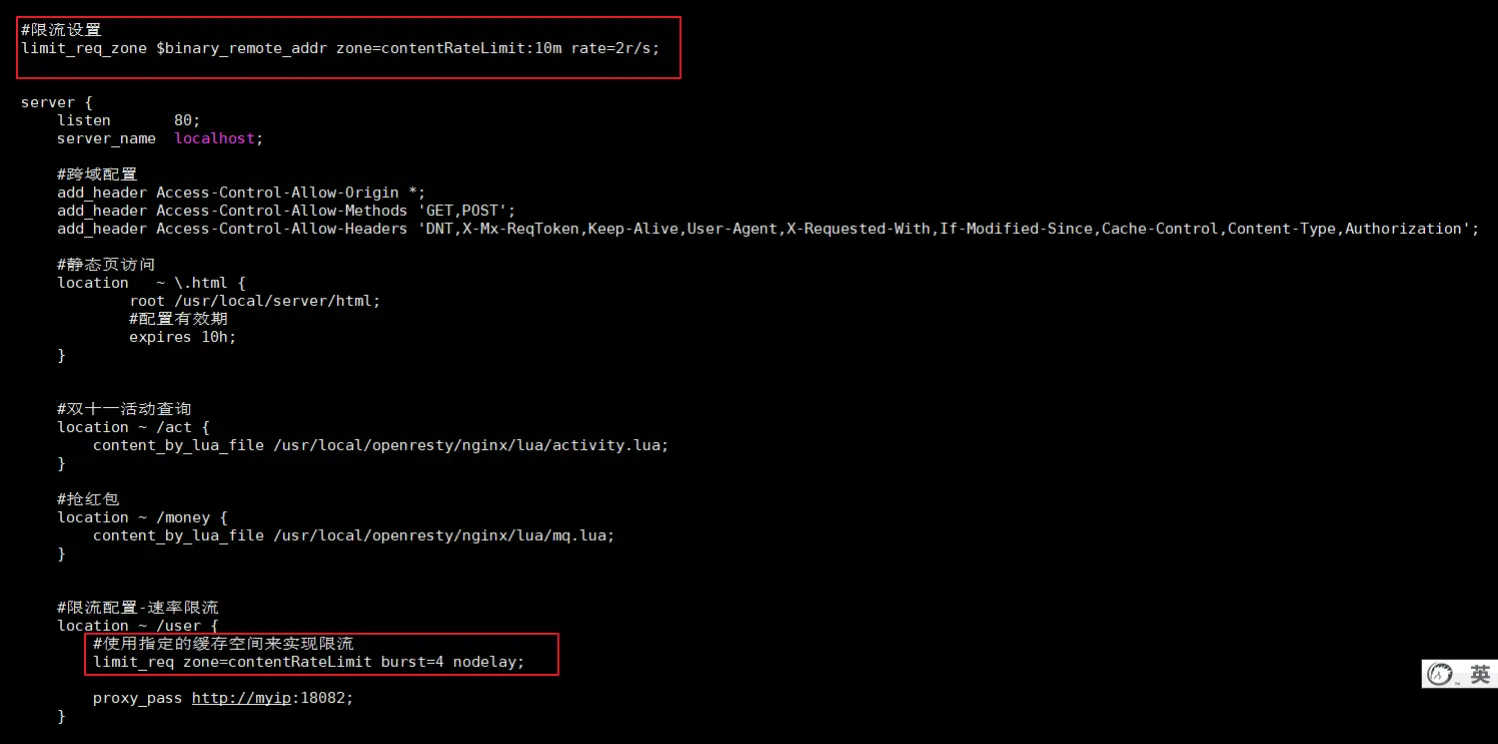 #限流设置
limit_req_zone $binary_remote_addr zone=contentRateLimit:10m rate=2r/s;
server {
listen 80;
server_name localhost;
#跨域配置
add_header Access-Control-Allow-Origin *;
add_header Access-Control-Allow-Methods 'GET,POST';
add_header Access-Control-Allow-Headers 'DNT,X-Mx-ReqToken,Keep-Alive,User-Agent,X-Requested-With,If-Modified-Since,Cache-Control,Content-Type,Authorization';
#静态页访问
location ~ \.html {
root /usr/local/server/html;
#配置有效期
expires 10h;
}
#双十一活动查询
location ~ /act {
content_by_lua_file /usr/local/openresty/nginx/lua/activity.lua;
}
#抢红包
location ~ /money {
content_by_lua_file /usr/local/openresty/nginx/lua/mq.lua;
}
#限流配置-速率限流
location ~ /user {
#使用指定的缓存空间来实现限流
limit_req zone=contentRateLimit burst=4 nodelay;
proxy_pass http://myip:18082;
}
英